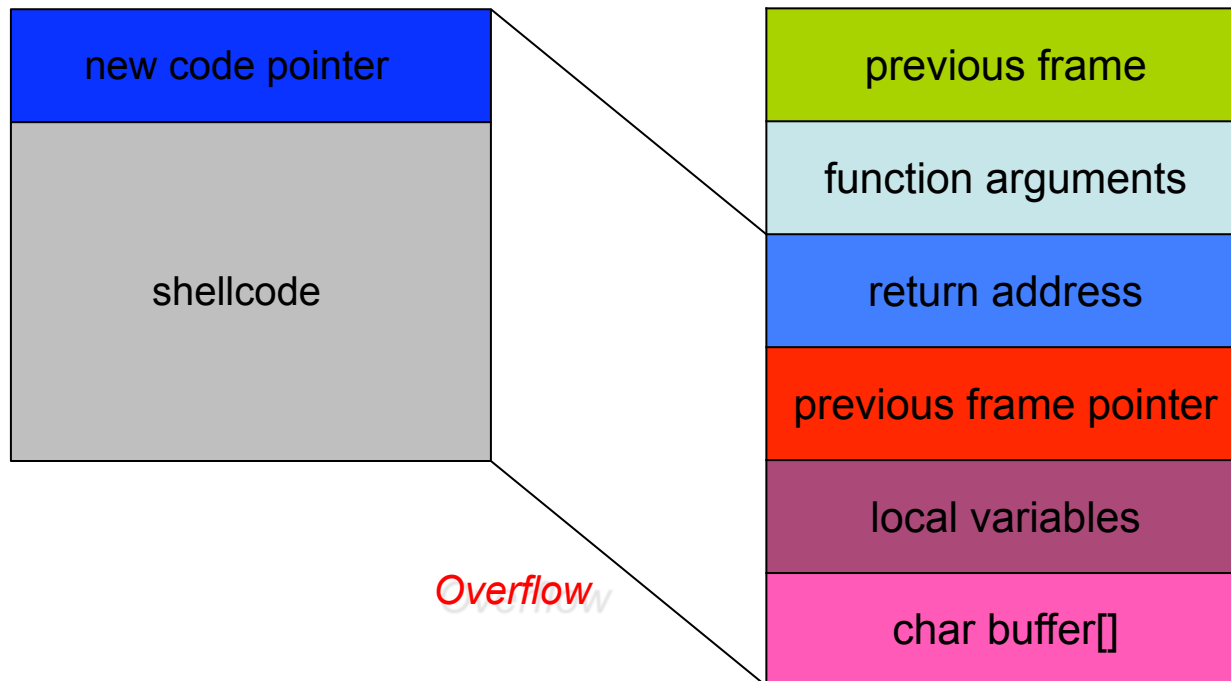 new code pointer
shellcode
Overflow
previous frame
function arguments
return address
previous frame pointer
local variables
char buffer[]